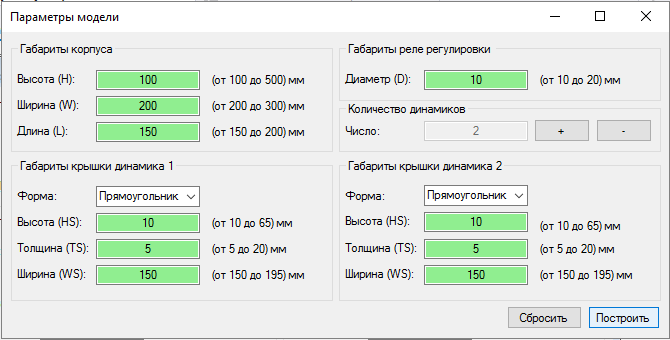 Параметры модели
Габариты корпуса
Высота (H): 100 (от 100 до 500) мм
Ширина (W): 200 (от 200 до 300) мм
Длина (L): 150 (от 150 до 200) мм
Габариты реле регулировки
Диаметр (D): 10 (от 10 до 20) мм
Количество динамиков
Число: 2 + -
Габариты крышки динамика 1
Форма: Прямоугольник
Высота (HS): 10 (от 10 до 65) мм
Толщина (TS): 5 (от 5 до 20) мм
Ширина (WS): 150 (от 150 до 195) мм
Габариты крышки динамика 2
Форма: Прямоугольник
Высота (HS): 10 (от 10 до 65) мм
Толщина (TS): 5 (от 5 до 20) мм
Ширина (WS): 150 (от 150 до 195) мм
Сбросить Построить